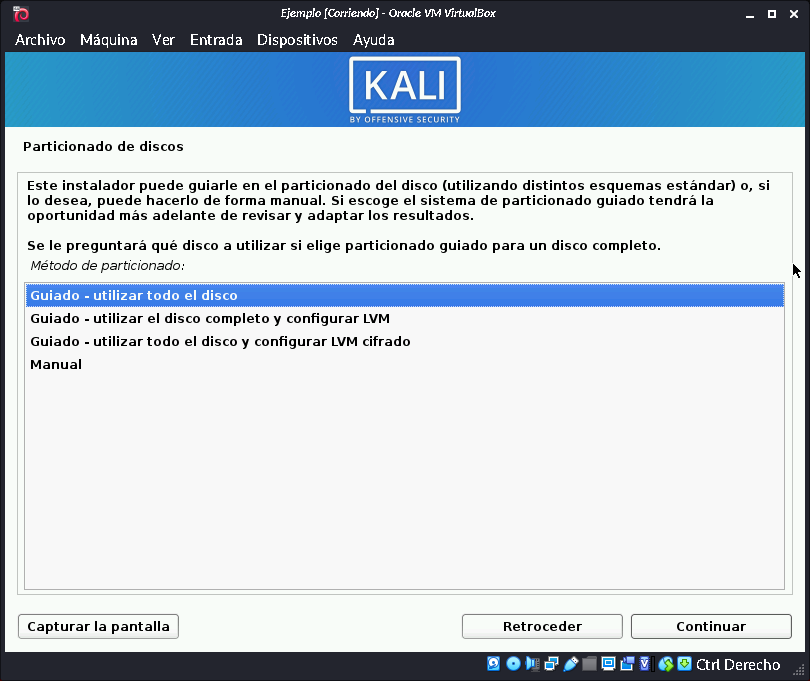 Ejemplo [Corriendo] - Oracle VM VirtualBox
Archivo Máquina Ver Entrada Dispositivos Ayuda
KALI
BY OFFENSIVE SECURITY
Particionado de discos
Este instalador puede guiarle en el particionado del disco (utilizando distintos esquemas estándar) o, si
lo desea, puede hacerlo de forma manual. Si escoge el sistema de particionado guiado tendrá la
oportunidad más adelante de revisar y adaptar los resultados.
Se le preguntará qué disco a utilizar si elige particionado guiado para un disco completo.
Método de particionado:
Guiado - utilizar todo el disco
Guiado - utilizar el disco completo y configurar LVM
Guiado - utilizar todo el disco y configurar LVM cifrado
Manual
Capturar la pantalla Retroceder Continuar
Ctrl Derecho